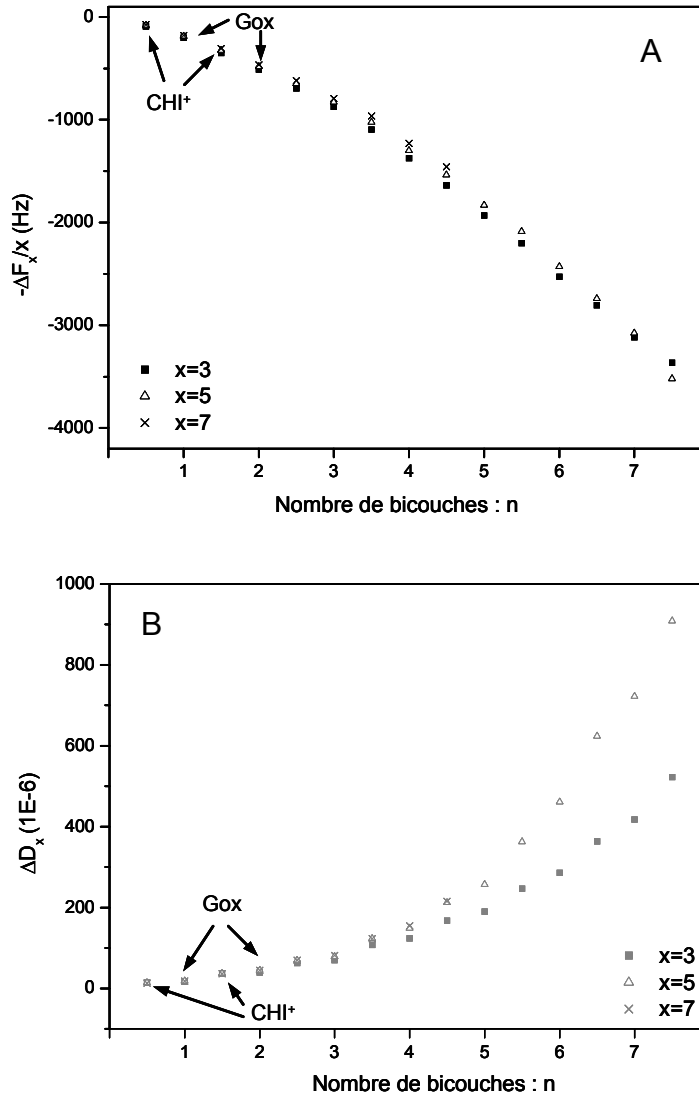 A
-0
-1000
-2000
-3000
-4000
-ΔFx/x (Hz)
Gox
CHI+
x=3
x=5
x=7
1 2 3 4 5 6 7
Nombre de bicouches : n
B
1000
800
600
400
200
0
ΔDx (1E-6)
Gox
CHI+
x=3
x=5
x=7
1 2 3 4 5 6 7
Nombre de bicouches : n